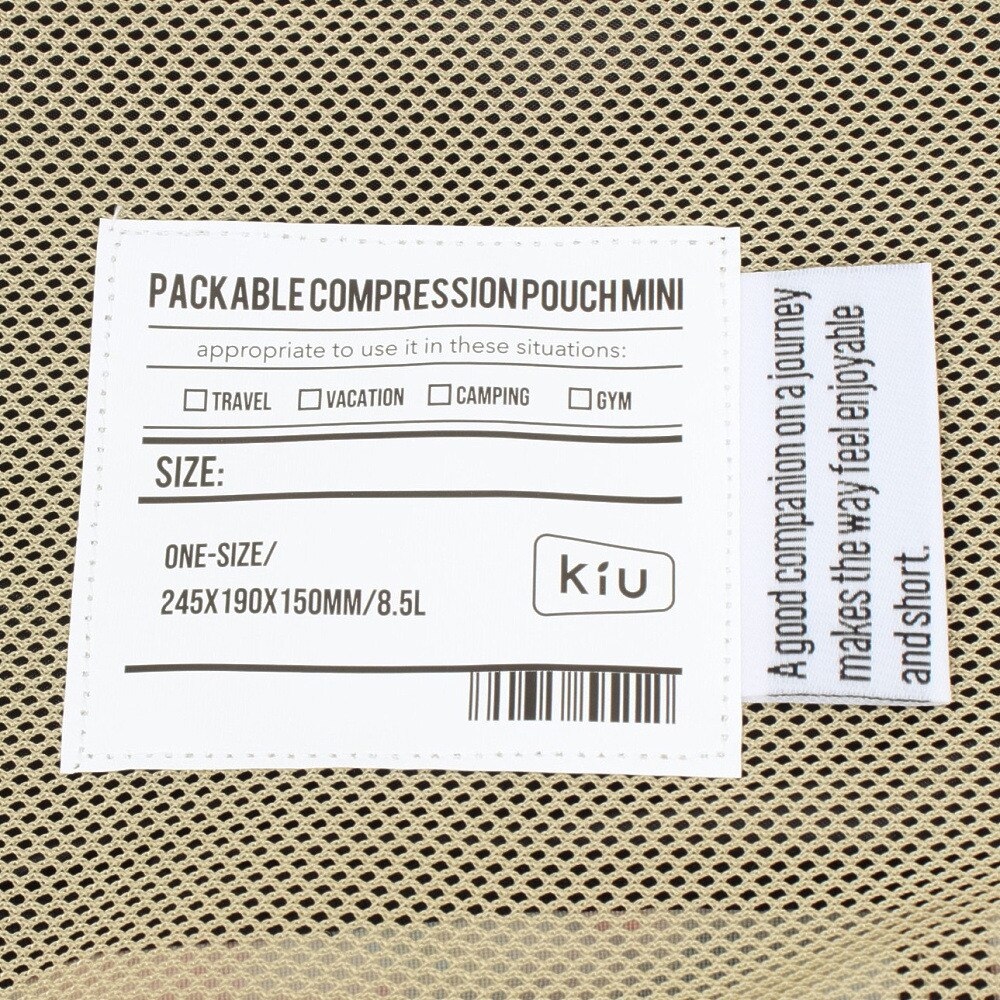 PACKABLE COMPRESSION POUCH MINI
appropriate to use it in these situations:
TRAVEL VACATION CAMPING GYM
SIZE:
ONE-SIZE/
245X190X150MM/8.5L
kiu
A good companion on a journey
makes the way feel enjoyable
and short.